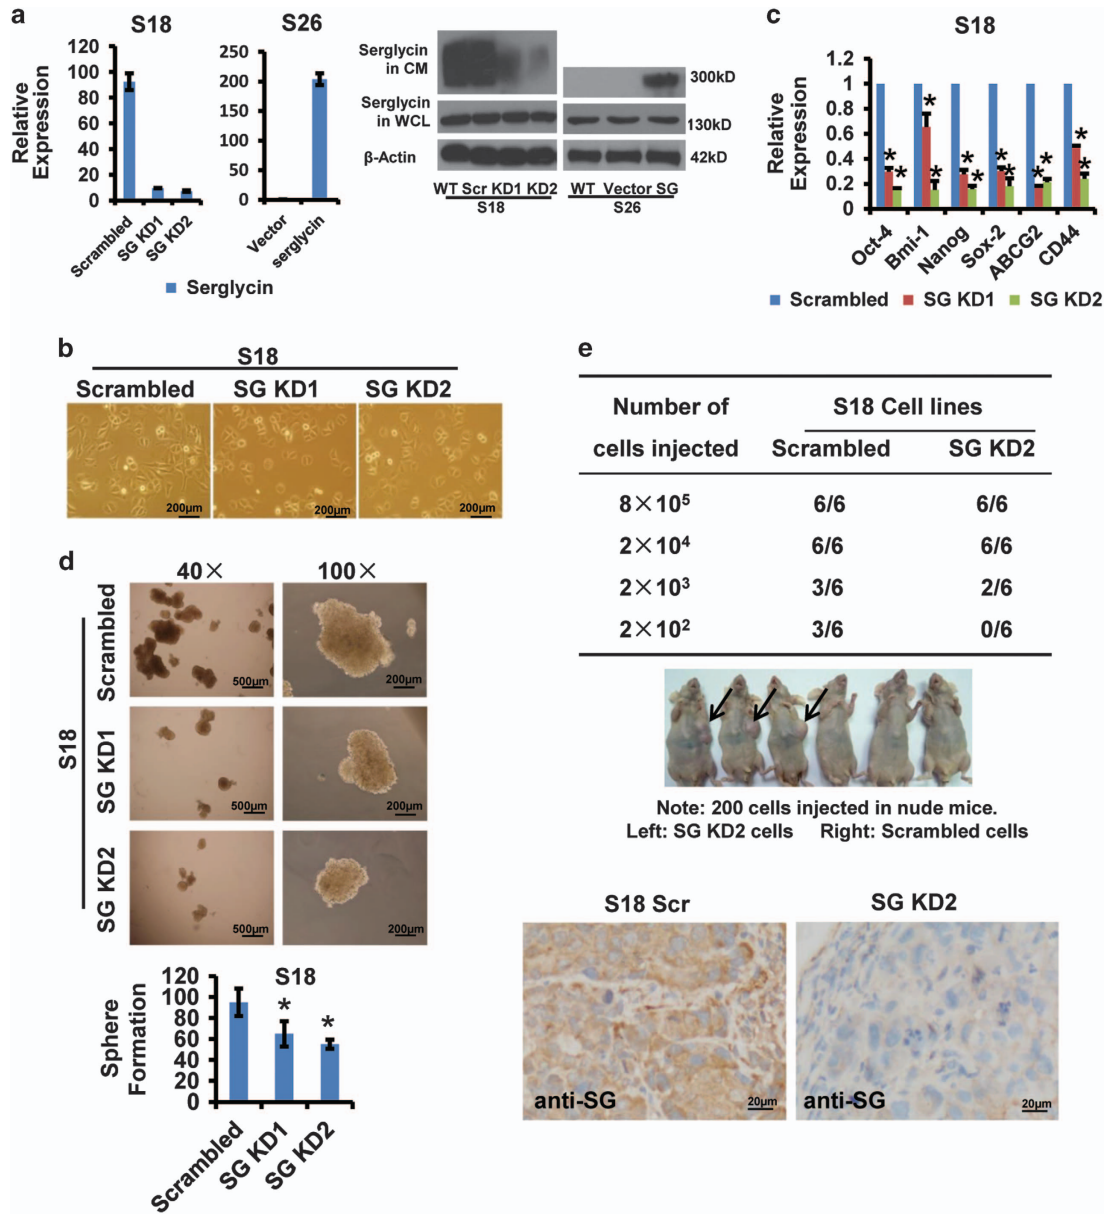 a
S18
S26
Relative
Expression
120
100
80
60
40
20
0
Scrambled
SG KD1
SG KD2
250
200
150
100
50
0
Vector
serglycin
Serglycin
Serglycin
in CM
300kD
Serglycin
in WCL
130kD
β-Actin
42kD
WT Scr KD1 KD2
WT Vector SG
S18
S26
c
S18
Relative
Expression
1.2
1
0.8
0.6
0.4
0.2
0
* * * * * * * * * * * *
Oct-4
Bmi-1
Nanog
Sox-2
ABCG2
CD44
Scrambled SG KD1 SG KD2
b
S18
Scrambled SG KD1 SG KD2
200µm 200µm 200µm
d
40× 100×
S18
Scrambled
500µm 200µm
SG KD1
500µm 200µm
SG KD2
500µm 200µm
S18
Sphere
Formation
120
100
80
60
40
20
0
* *
Scrambled
SG KD1
SG KD2
e
Number of S18 Cell lines
cells injected Scrambled SG KD2
8×10⁵ 6/6 6/6
2×10⁴ 6/6 6/6
2×10³ 3/6 2/6
2×10² 3/6 0/6
Note: 200 cells injected in nude mice.
Left: SG KD2 cells Right: Scrambled cells
S18 Scr SG KD2
anti-SG 20µm anti-SG 20µm